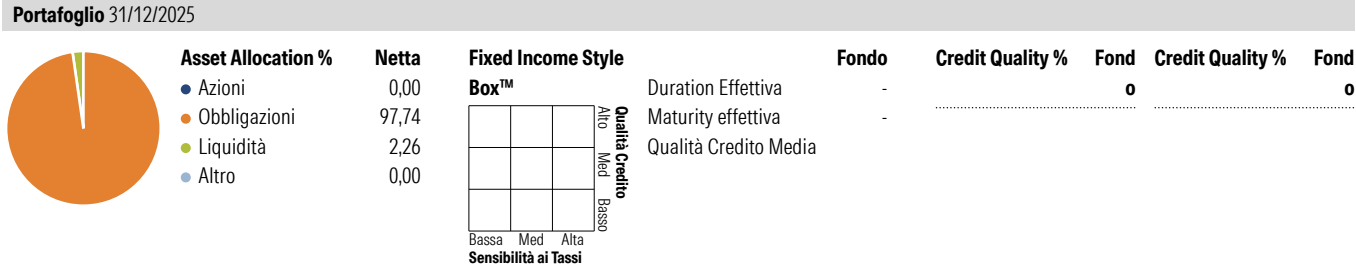 Portafoglio 31/12/2025
Asset Allocation % Netta
Azioni 0,00
Obbligazioni 97,74
Liquidità 2,26
Altro 0,00
Fixed Income Style
Box™
Alto Med Basso
Qualità Credito
Bassa Med Alta
Sensibilità ai Tassi
Fondo
Duration Effettiva -
Maturity effettiva -
Qualità Credito Media
Credit Quality % Fond
o
Credit Quality % Fond
o